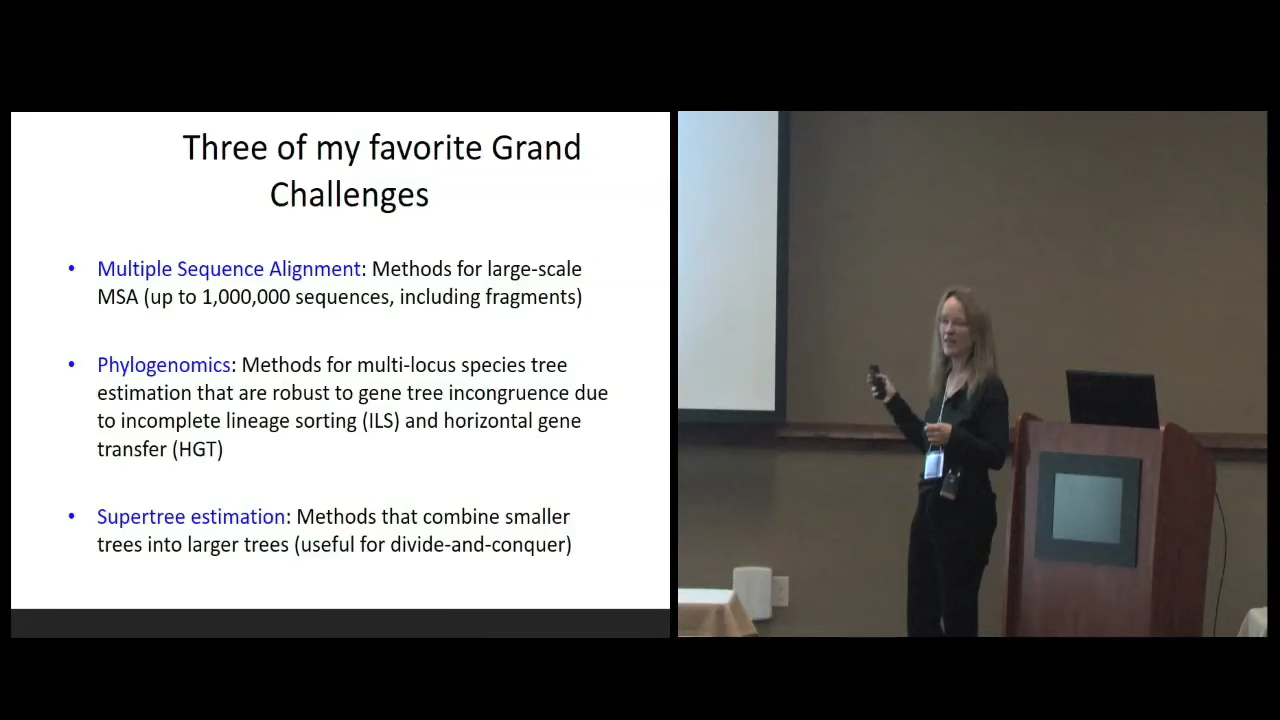 Three of my favorite Grand
Challenges
• Multiple Sequence Alignment: Methods for large-scale
MSA (up to 1,000,000 sequences, including fragments)
• Phylogenomics: Methods for multi-locus species tree
estimation that are robust to gene tree incongruence due
to incomplete lineage sorting (ILS) and horizontal gene
transfer (HGT)
• Supertree estimation: Methods that combine smaller
trees into larger trees (useful for divide-and-conquer)